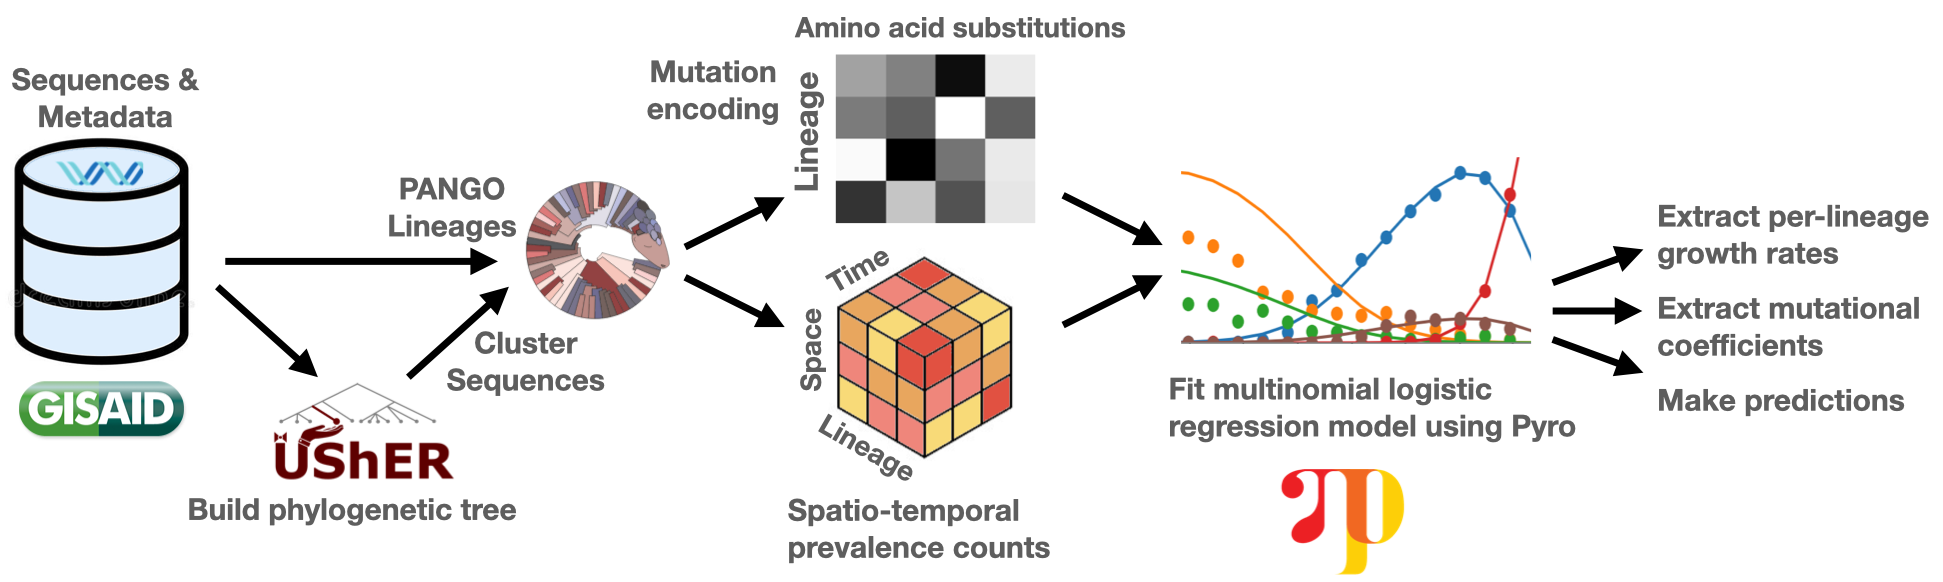 Sequences &
Metadata
GISAID
UShER
Build phylogenetic tree
PANGO
Lineages
Cluster
Sequences
Mutation
encoding
Amino acid substitutions
Lineage
Time
Space
Lineage
Spatio-temporal
prevalence counts
Fit multinomial logistic
regression model using Pyro
Extract per-lineage
growth rates
Extract mutational
coefficients
Make predictions